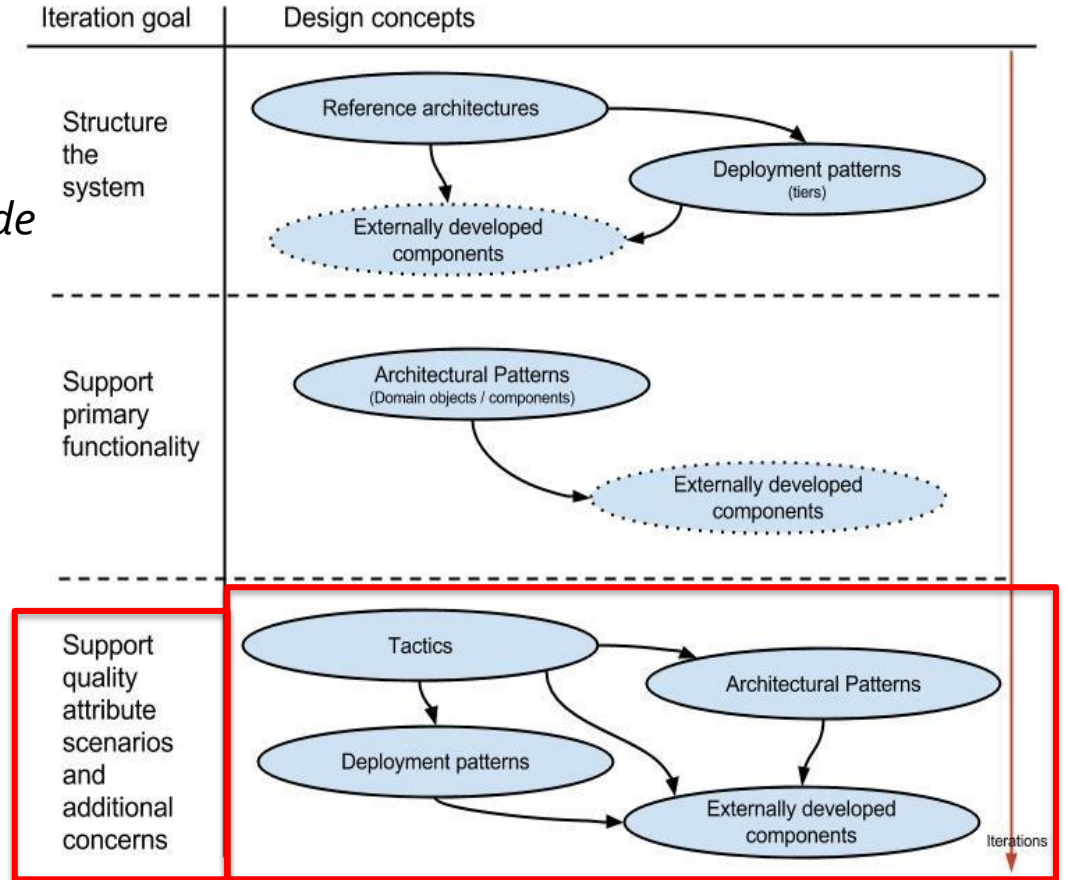 Iteration goal
Design concepts
Structure
the
system
de
Reference architectures
Deployment patterns
(tiers)
Externally developed
components
Support
primary
functionality
Architectural Patterns
(Domain objects / components)
Externally developed
components
Support
quality
attribute
scenarios
and
additional
concerns
Tactics
Architectural Patterns
Deployment patterns
Externally developed
components
Iterations